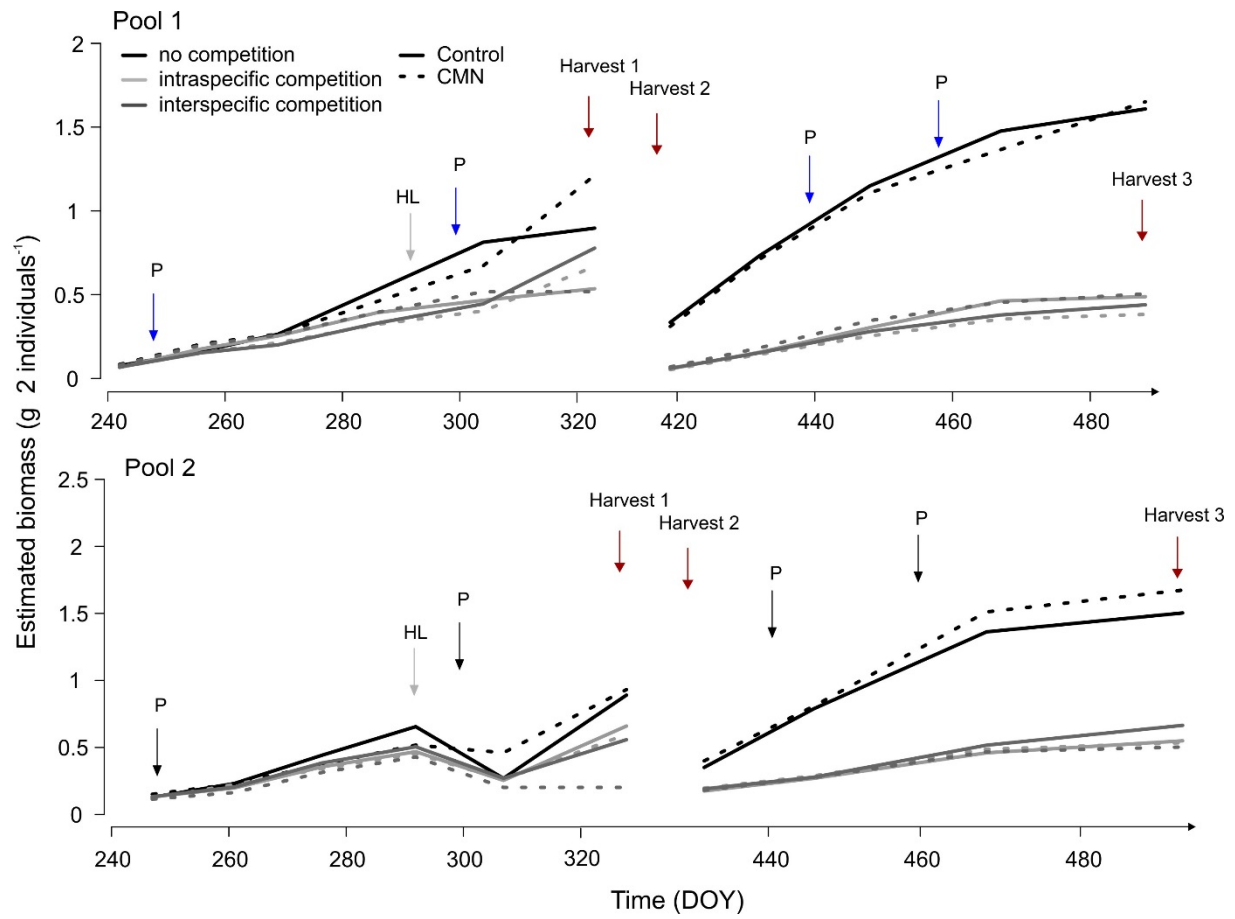 Pool 1
no competition
intraspecific competition
interspecific competition
Control
CMN
Harvest 1
Harvest 2
Harvest 3
P
HL
P
P
P
2
1.5
1
0.5
0
240 260 280 300 320 420 440 460 480
Estimated biomass (g 2 individuals⁻¹)
Pool 2
Harvest 1
Harvest 2
Harvest 3
P
HL
P
P
P
2.5
2
1.5
1
0.5
0
240 260 280 300 320 440 460 480
Time (DOY)